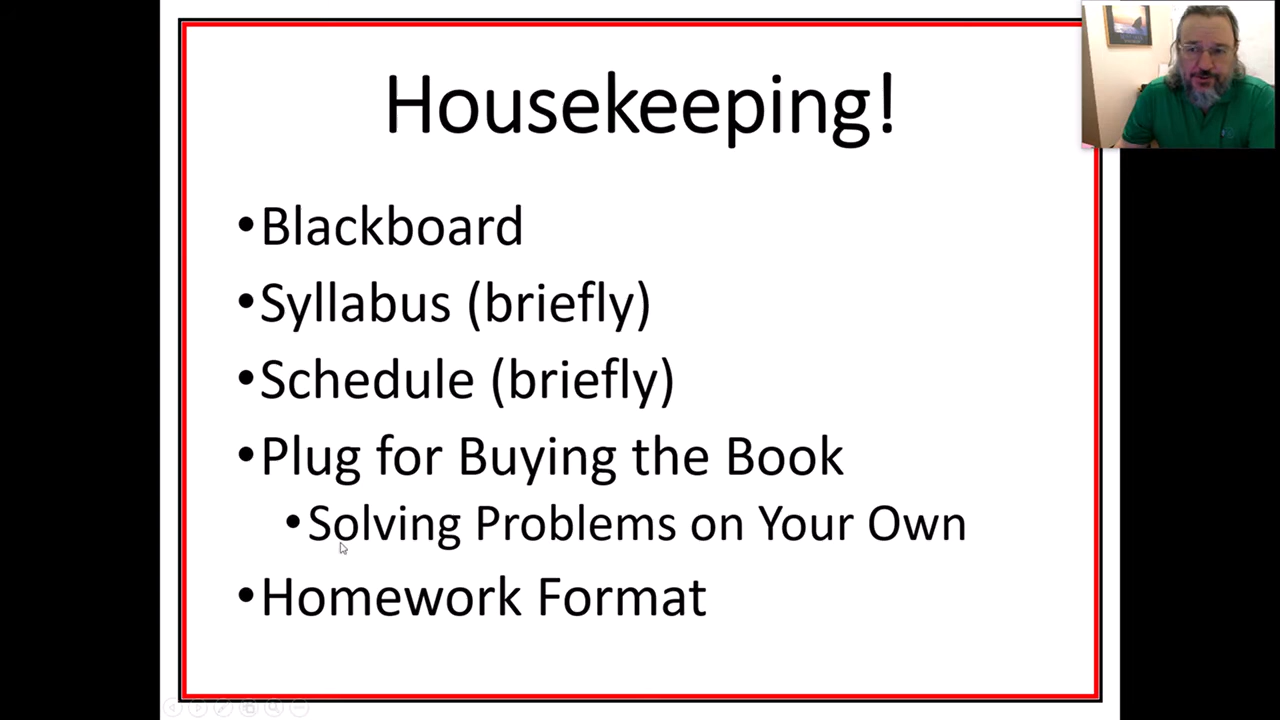 Housekeeping!
•Blackboard
•Syllabus (briefly)
•Schedule (briefly)
•Plug for Buying the Book
•Solving Problems on Your Own
•Homework Format